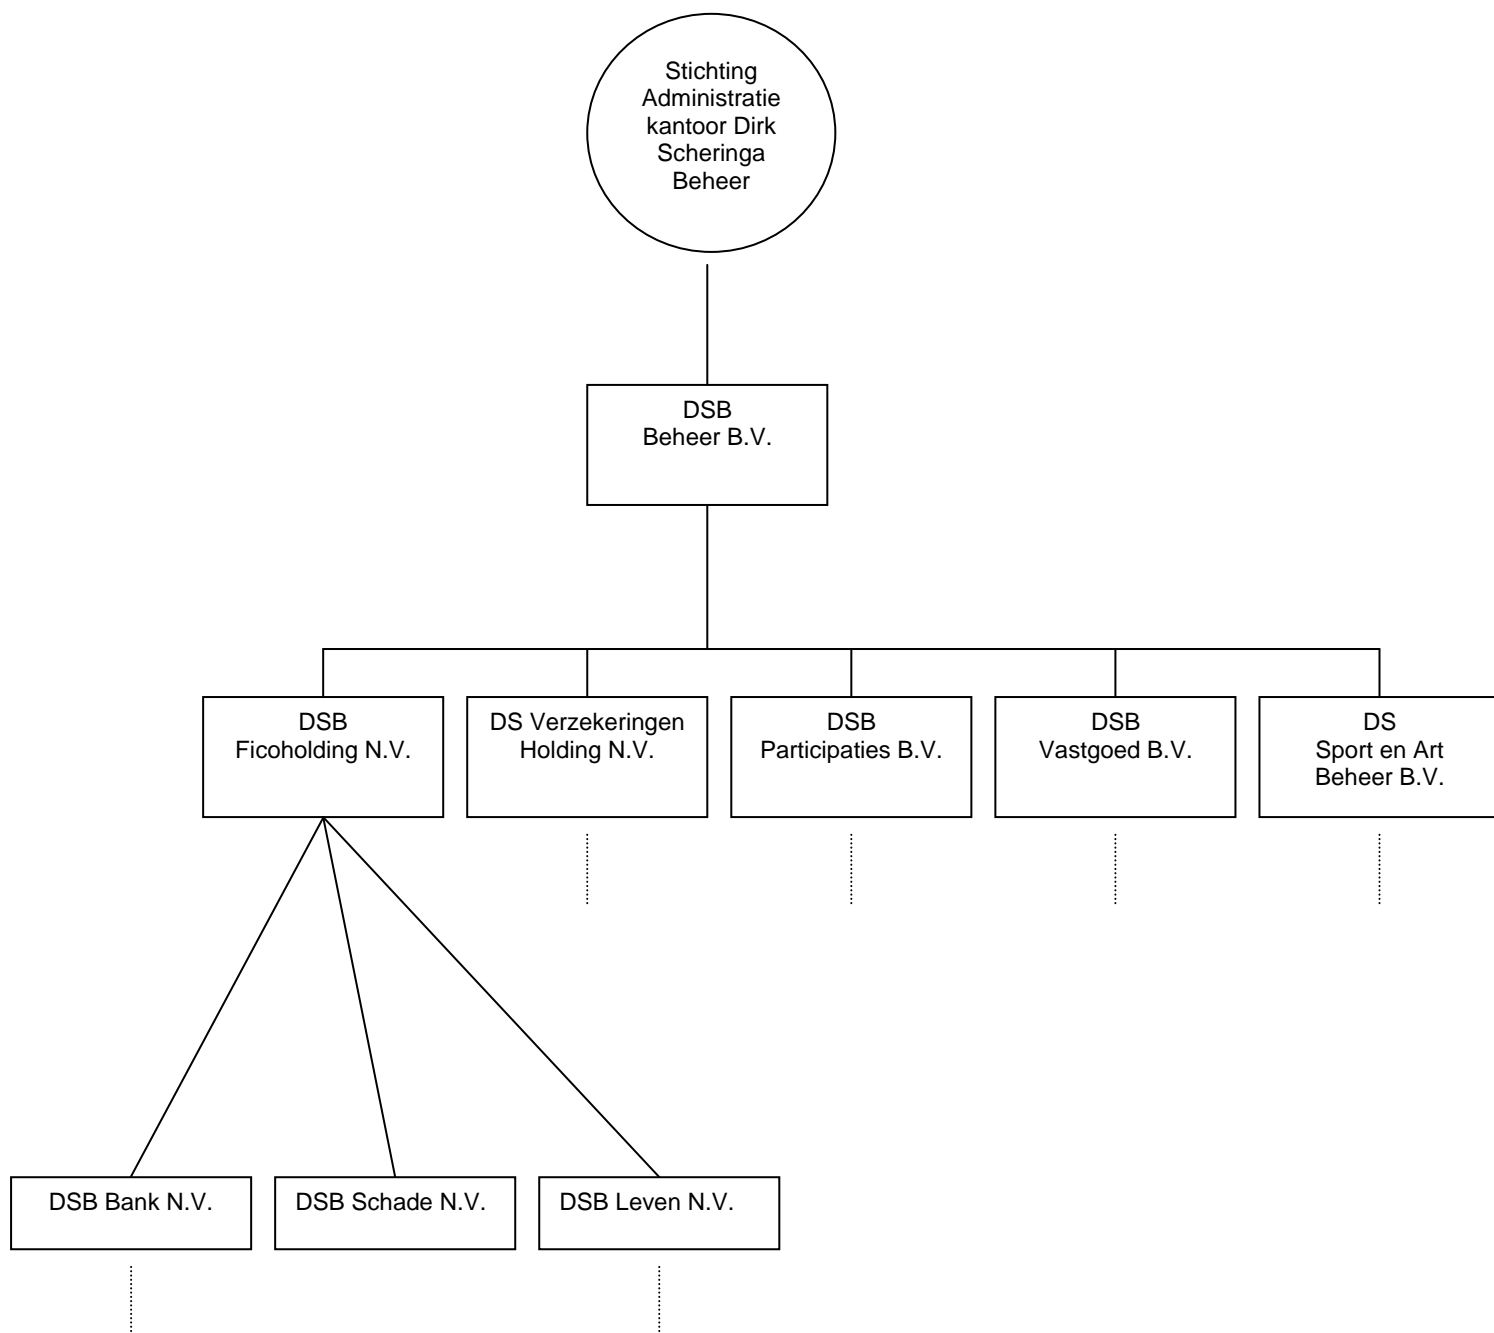 Stichting
Administratie
kantoor Dirk
Scheringa
Beheer
DSB
Beheer B.V.
DSB
Ficoholding N.V.
DS Verzekeringen
Holding N.V.
DSB
Participaties B.V.
DSB
Vastgoed B.V.
DS
Sport en Art
Beheer B.V.
DSB Bank N.V.
DSB Schade N.V.
DSB Leven N.V.